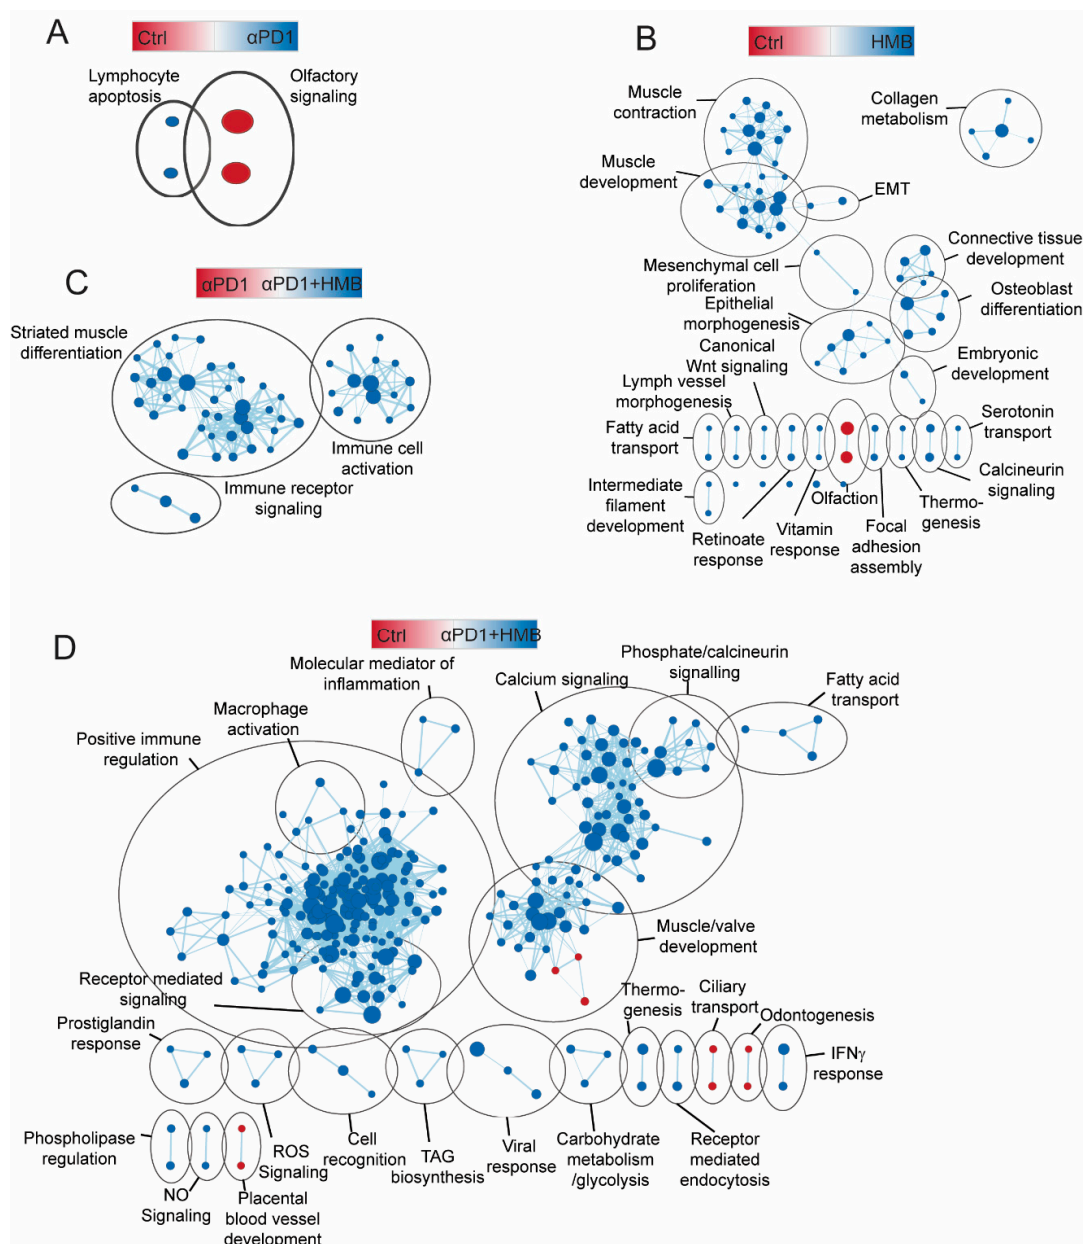 A
Ctrl αPD1
Lymphocyte
apoptosis
Olfactory
signaling
B
Ctrl HMB
Muscle
contraction
Collagen
metabolism
Muscle
development
EMT
Mesenchymal cell
proliferation
Connective tissue
development
Osteoblast
differentiation
Epithelial
morphogenesis
Canonical
Wnt signaling
Embryonic
development
Lymph vessel
morphogenesis
Fatty acid
transport
Serotonin
transport
Intermediate
filament
development
Retinoate
response
Vitamin
response
Olfaction
Focal
adhesion
assembly
Thermo-
genesis
Calcineurin
signaling
C
αPD1 αPD1+HMB
Striated muscle
differentiation
Immune cell
activation
Immune receptor
signaling
D
Ctrl αPD1+HMB
Molecular mediator of
inflammation
Macrophage
activation
Positive immune
regulation
Calcium signaling
Phosphate/calcineurin
signalling
Fatty acid
transport
Muscle/valve
development
Receptor mediated
signaling
Prostiglandin
response
Thermo-
genesis
Ciliary
transport
Odontogenesis
IFNγ
response
Phospholipase
regulation
NO
Signaling
Placental
blood vessel
development
ROS
Signaling
Cell
recognition
TAG
biosynthesis
Viral
response
Carbohydrate
metabolism
/glycolysis
Receptor
mediated
endocytosis